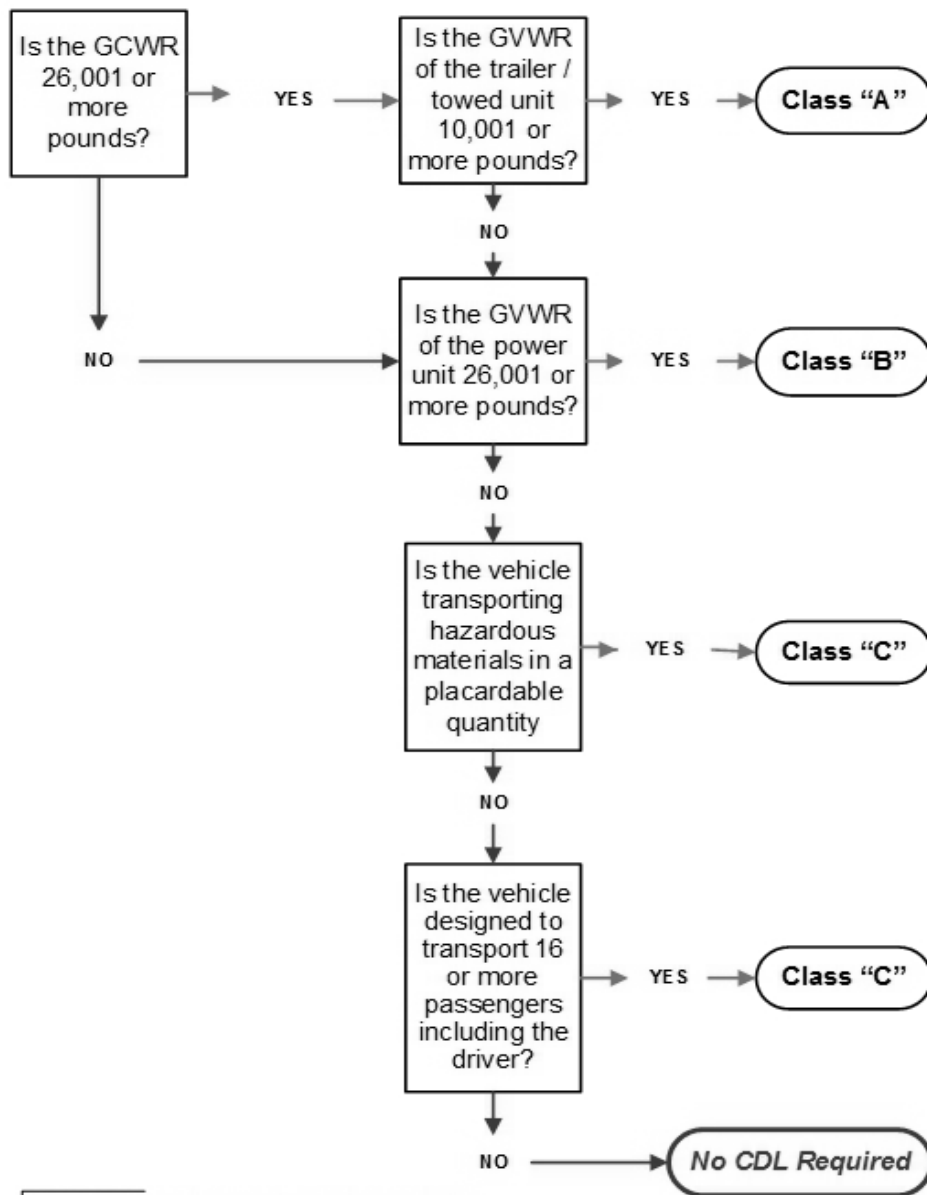 Is the GCWR
26,001 or
more
pounds?
YES
Is the GVWR
of the trailer /
towed unit
10,001 or
more pounds?
YES
Class “A”
NO
NO
Is the GVWR
of the power
unit 26,001 or
more pounds?
YES
Class “B”
NO
Is the vehicle
transporting
hazardous
materials in a
placardable
quantity
YES
Class “C”
NO
Is the vehicle
designed to
transport 16
or more
passengers
including the
driver?
YES
Class “C”
NO
No CDL Required